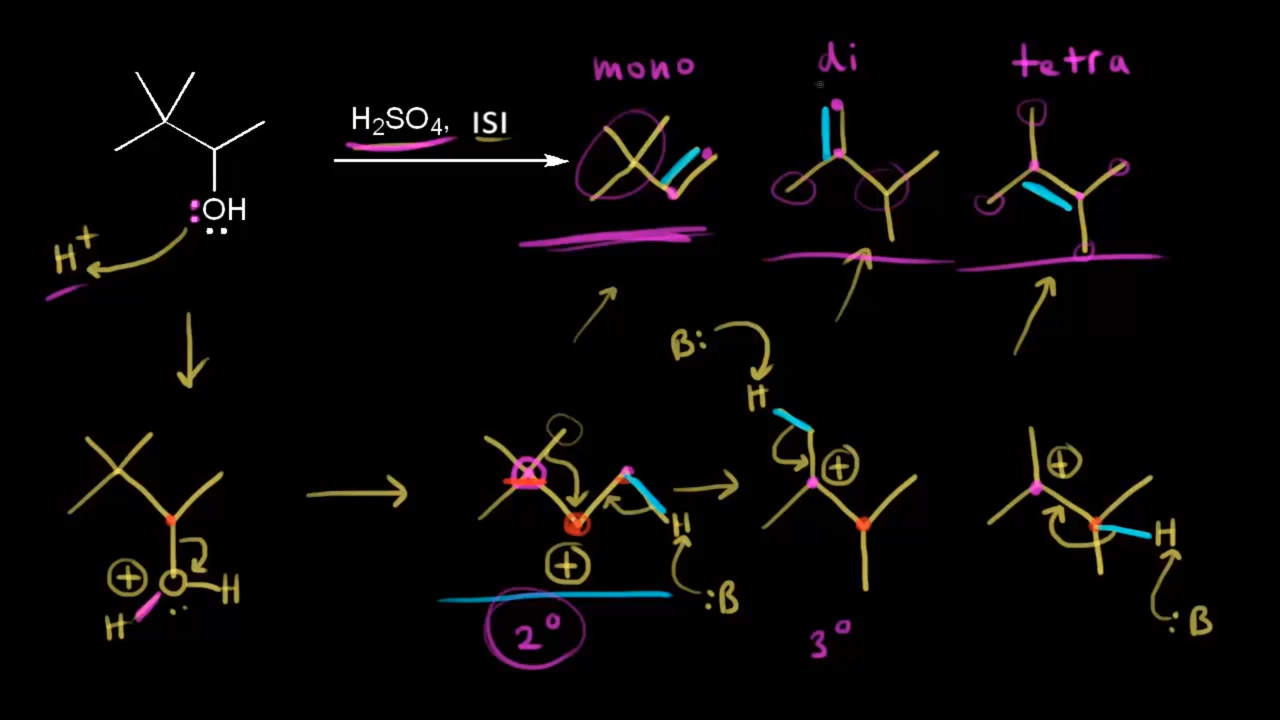 mono di tetra
H2SO4, ISI
:OH
H+
B:
H
+ +
H
H
+ H
H
+
:B
:B
2° 3°